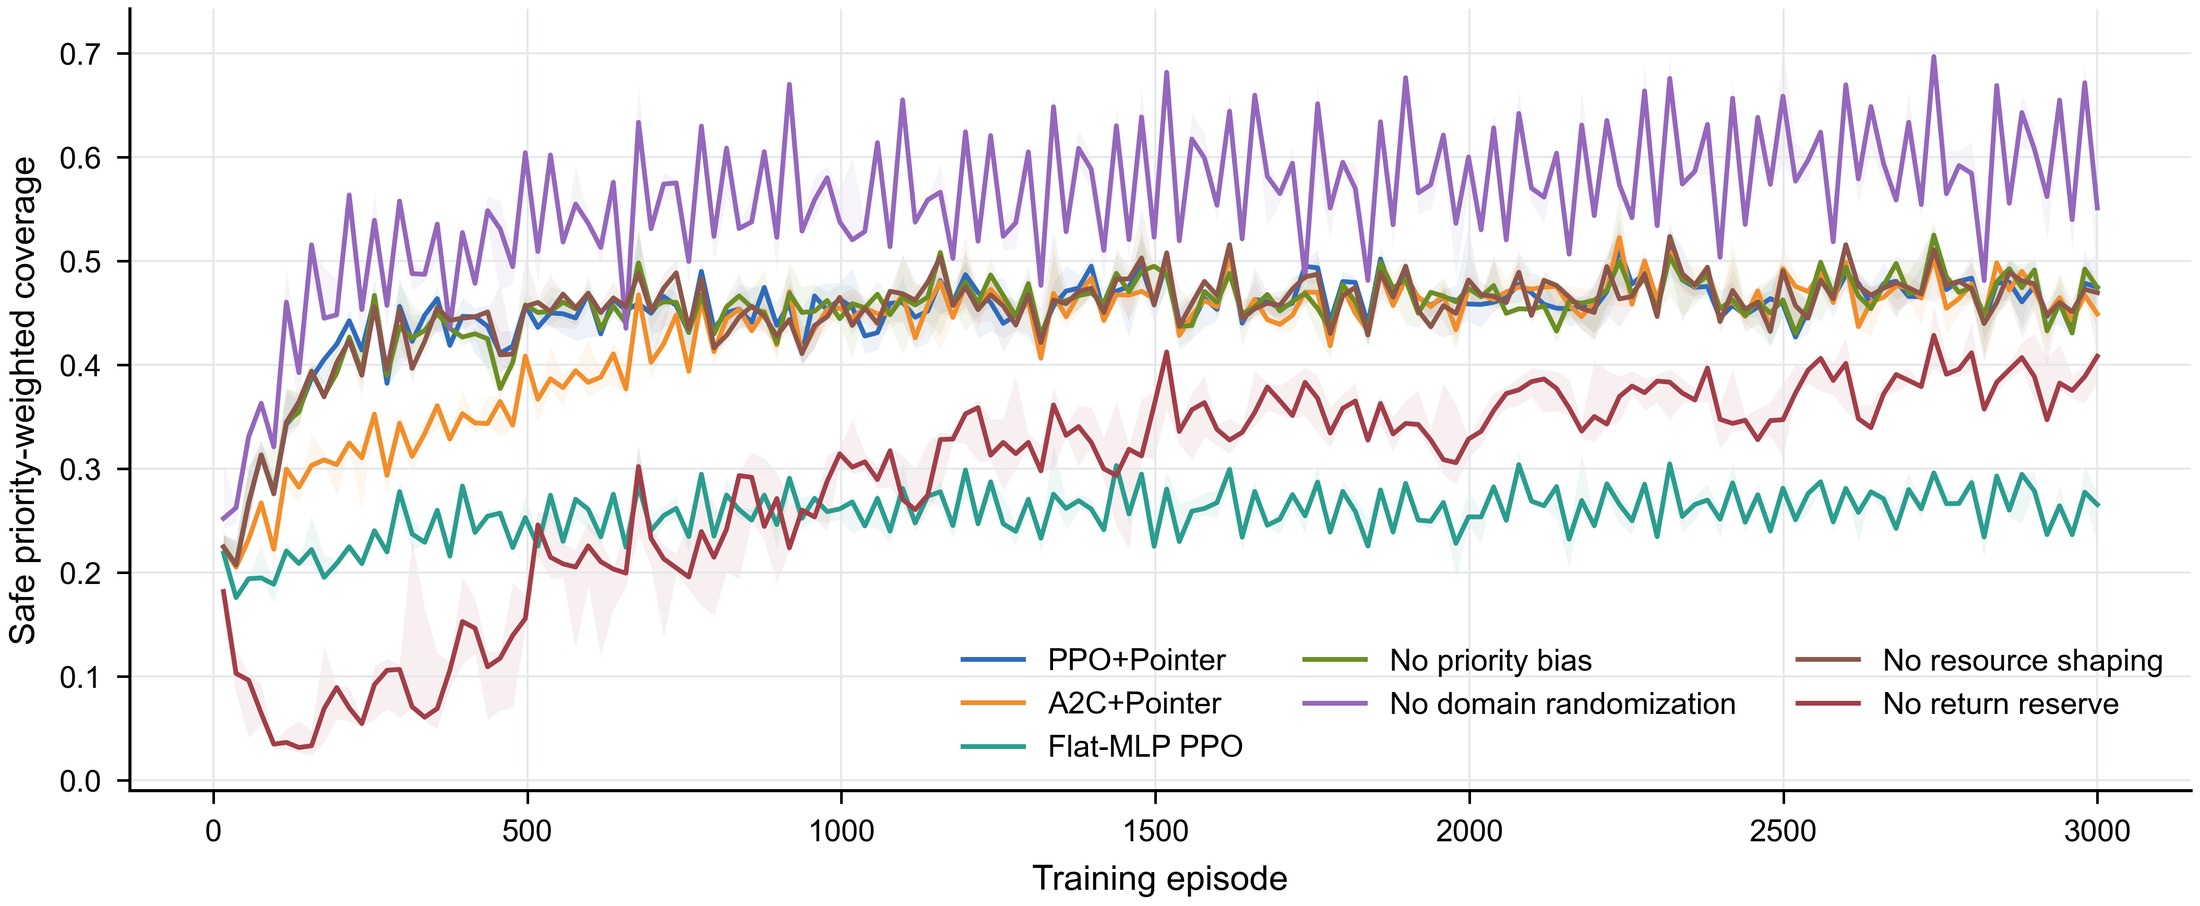 Safe priority-weighted coverage
0.7
0.6
0.5
0.4
0.3
0.2
0.1
0.0
PPO+Pointer
A2C+Pointer
Flat-MLP PPO
No priority bias
No domain randomization
No resource shaping
No return reserve
0 500 1000 1500 2000 2500 3000
Training episode